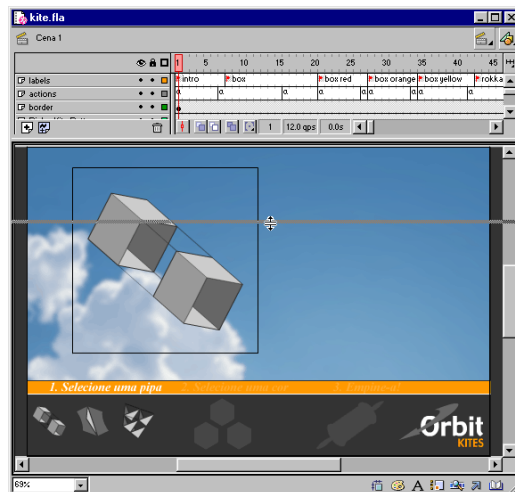 kite.fla
Cena 1
1 5 10 15 20 25 30 35 40 45
labels intro box box red box orange box yellow rokka
actions a a a a a a a
border
1 12.0 qps 0.0s
1. Selecione uma pipa 2. Selecione uma cor 3. Empine-a!
Orbit
KITES
69%